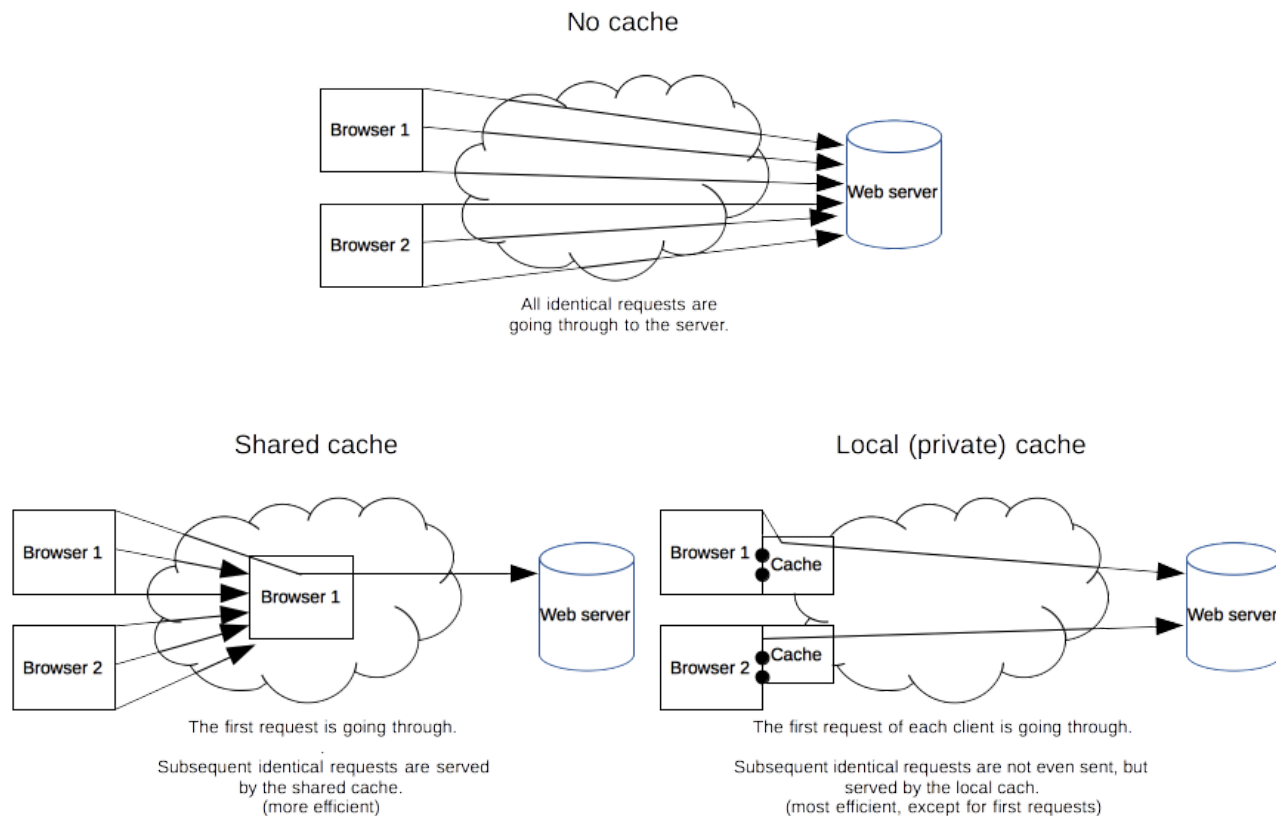 No cache
Browser 1
Web server
Browser 2
All identical requests are
going through to the server.
Shared cache
Browser 1
Browser 1
Web server
Browser 2
The first request is going through.
.
Subsequent identical requests are served
by the shared cache.
(more efficient)
Local (private) cache
Browser 1
Cache
Web server
Browser 2
Cache
The first request of each client is going through.
Subsequent identical requests are not even sent, but
served by the local cach.
(most efficient, except for first requests)